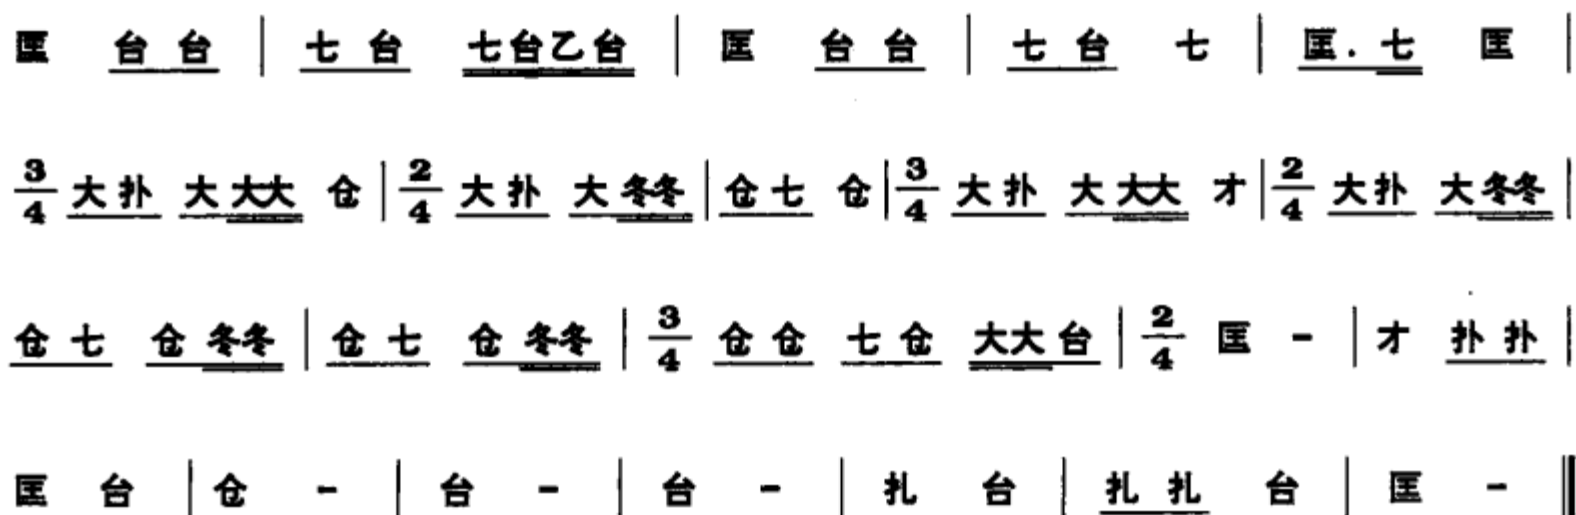 匡 台 台 | 七 台 七台乙台 | 匡 台 台 | 七 台 七 | 匡. 七 匡 |
3/4 大 扑 大 大大 仓 | 2/4 大 扑 大 冬冬 | 仓 七 仓 | 3/4 大 扑 大 大大 才 | 2/4 大 扑 大 冬冬 |
仓 七 仓 冬冬 | 仓 七 仓 冬冬 | 3/4 仓 仓 七 仓 大大 台 | 2/4 匡 - | 才 扑 扑 |
匡 台 | 仓 - | 台 - | 台 - | 扎 台 | 扎 扎 台 | 匡 - ‖